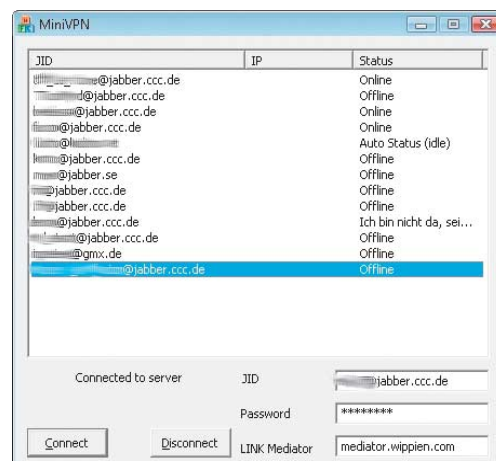 MiniVPN
JID IP Status
@jabber.ccc.de Online
d@jabber.ccc.de Offline
@jabber.ccc.de Online
@jabber.ccc.de Online
Auto Status (idle)
@jabber.ccc.de Offline
@jabber.se Offline
@jabber.ccc.de Offline
@jabber.ccc.de Offline
@jabber.ccc.de Ich bin nicht da, sei...
@jabber.ccc.de Offline
@gmx.de Offline
@jabber.ccc.de Offline
Connected to server JID jabber.ccc.de
Password ********
Connect Disconnect LINK Mediator mediator.wippien.com